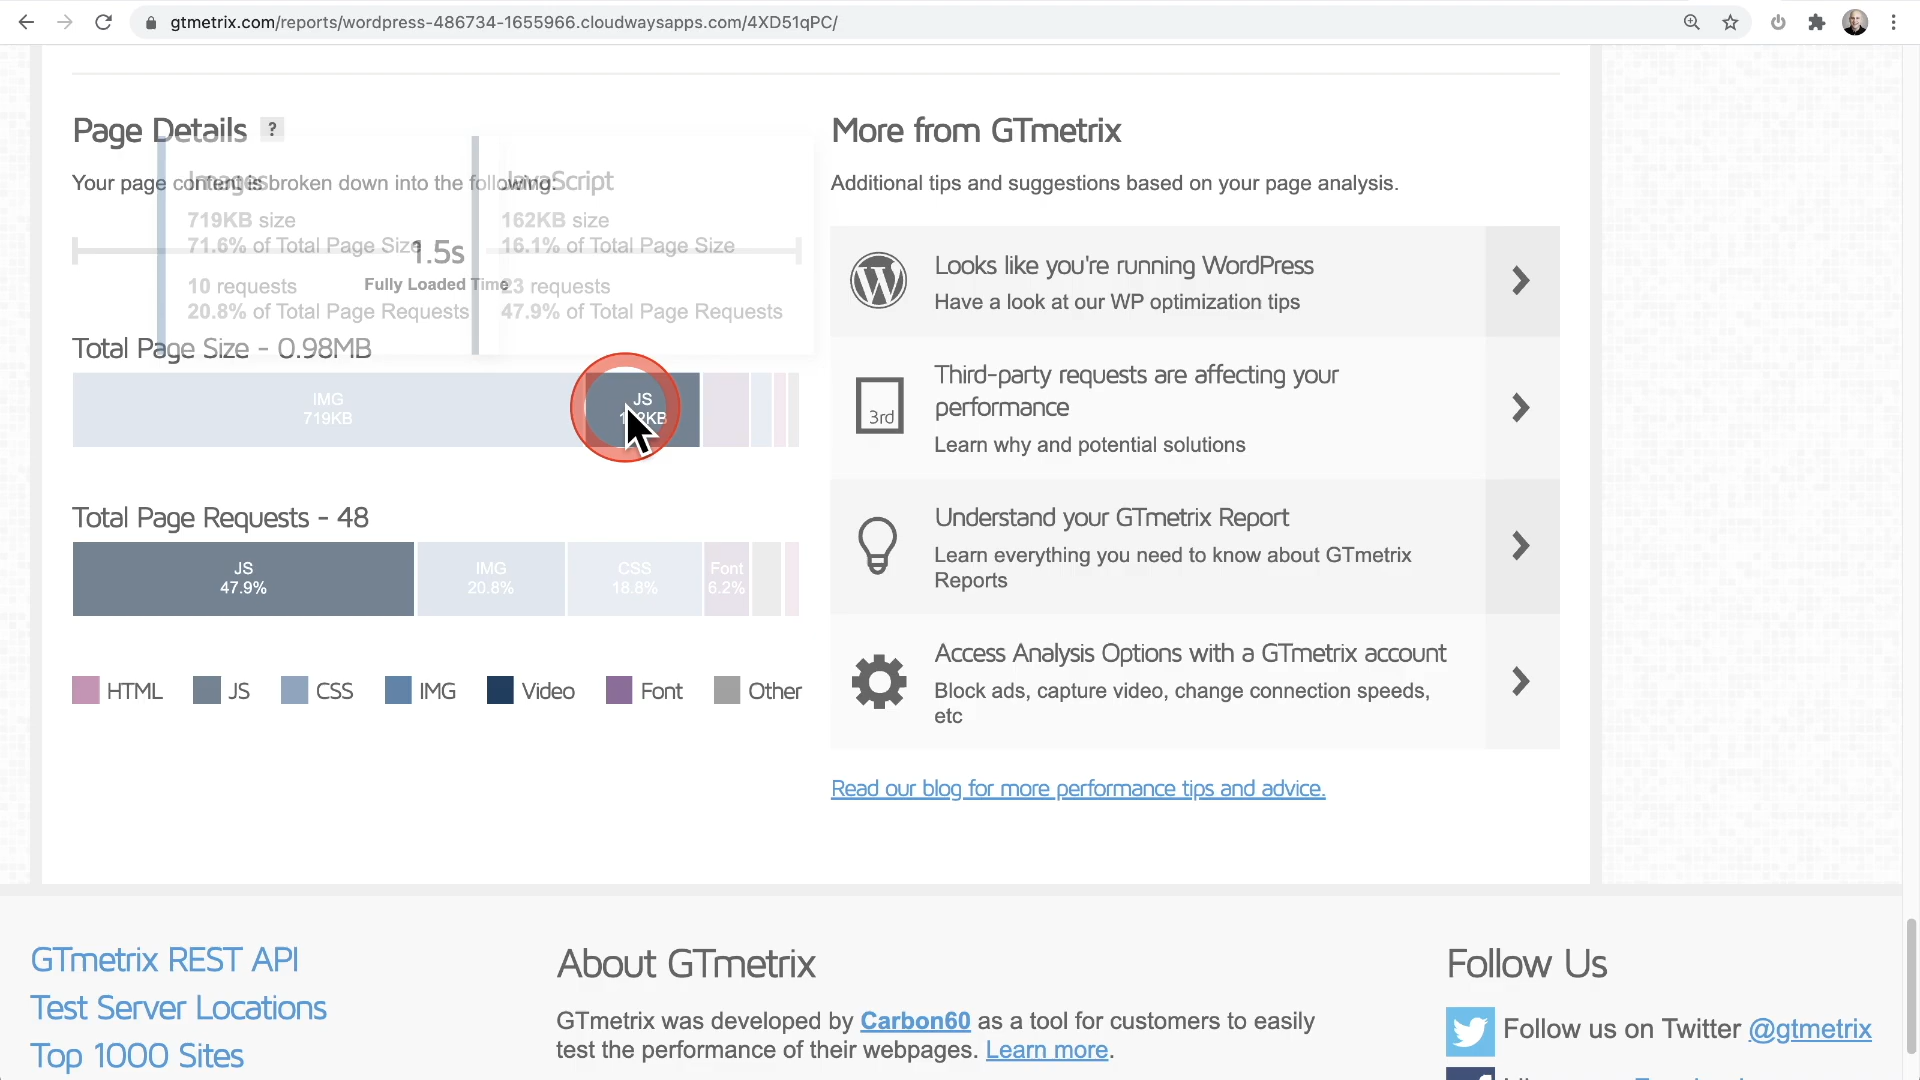 gtmetrix.com/reports/wordpress-486734-1655966.cloudwaysapps.com/4XD51qPC/
Page Details ?
Your page content is broken down into the following:
Images
719KB size
71.6% of Total Page Size
10 requests
20.8% of Total Page Requests
JavaScript
162KB size
16.1% of Total Page Size
23 requests
47.9% of Total Page Requests
1.5s
Fully Loaded Time
Total Page Size - 0.98MB
IMG
719KB
JS
Total Page Requests - 48
JS
47.9%
IMG
20.8%
CSS
18.8%
Font
6.2%
HTML JS CSS IMG Video Font Other
More from GTmetrix
Additional tips and suggestions based on your page analysis.
Looks like you're running WordPress
Have a look at our WP optimization tips
3rd
Third-party requests are affecting your
performance
Learn why and potential solutions
Understand your GTmetrix Report
Learn everything you need to know about GTmetrix
Reports
Access Analysis Options with a GTmetrix account
Block ads, capture video, change connection speeds,
etc
Read our blog for more performance tips and advice.
GTmetrix REST API
Test Server Locations
Top 1000 Sites
About GTmetrix
GTmetrix was developed by Carbon60 as a tool for customers to easily
test the performance of their webpages. Learn more.
Follow Us
Follow us on Twitter @gtmetrix